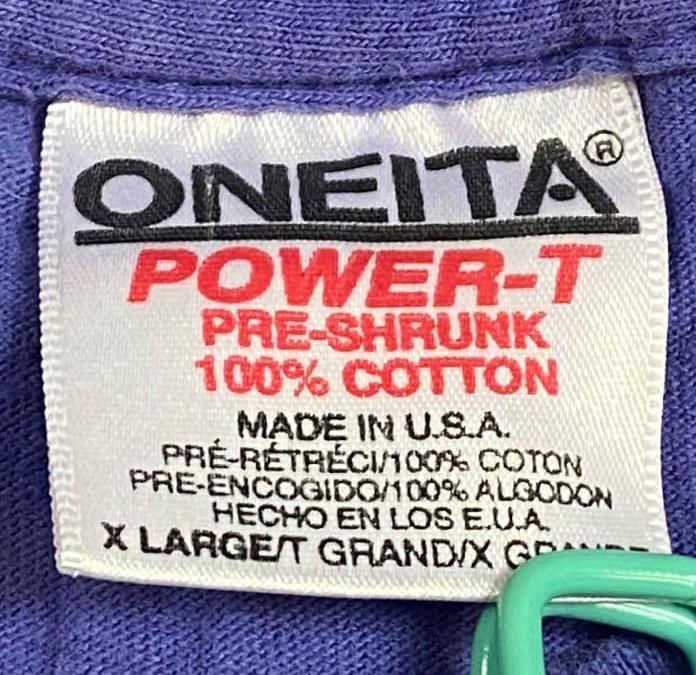 ONEITA®
POWER-T
PRE-SHRUNK
100% COTTON
MADE IN U.S.A.
PRÉ-RÉTRÉCI/100% COTON
PRE-ENCOGIDO/100% ALGODON
HECHO EN LOS E.U.A.
X LARGE/T GRAND/X GRANDE